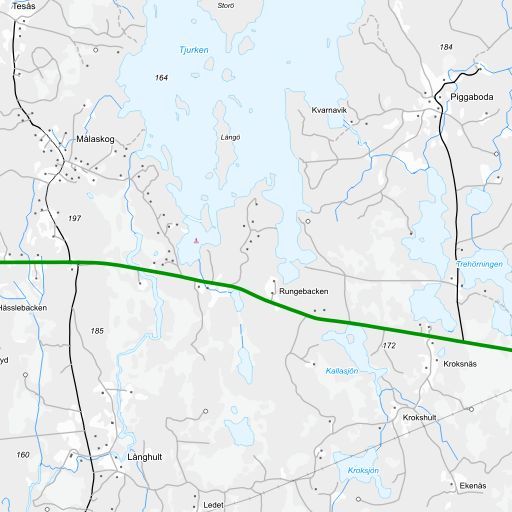 Tesås
Storö
184
Tjurken
164
Piggaboda
Kvarnavik
Målaskog
Långö
197
Trehörningen
Rungebacken
Hässlebacken
185
172
yd
Kroksnäs
Kallasjön
Krokshult
160
Långhult
Kroksjön
Ekenäs
Ledet